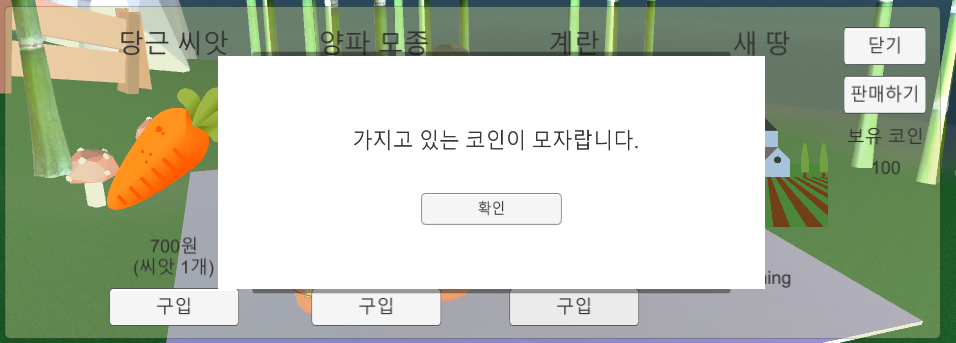 당근 씨앗
양파 모종
계란
새 땅
닫기
판매하기
보유 코인
100
가지고 있는 코인이 모자랍니다.
확인
700원
(씨앗 1개)
구입
구입
구입